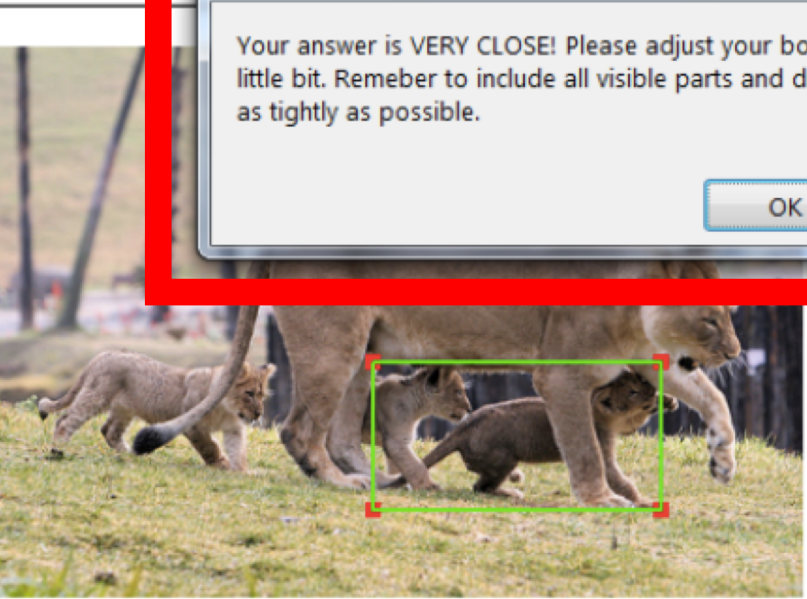 Your answer is VERY CLOSE! Please adjust your bo
little bit. Remeber to include all visible parts and d
as tightly as possible.
OK